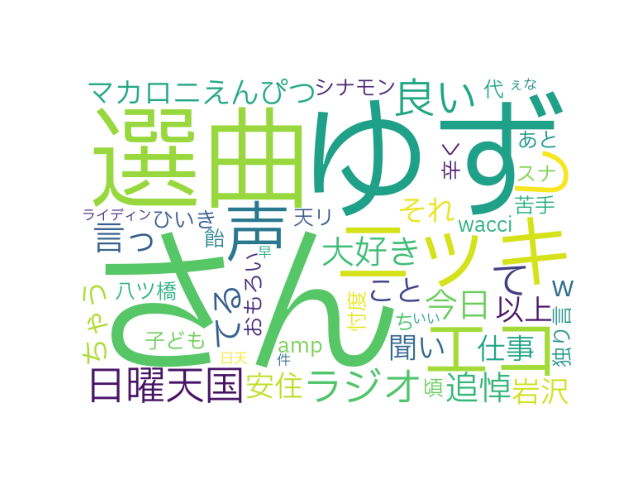 マカロニえんぴつ
シナモン
良い
代
ぇな
選曲
ゆず
あと
辛く
スナ
つ
苦手
ライディン
ひいき
天リ
それ
wacci
言っ
飴
声
早
大好き
ニッキ
さん
おもろい
てる
ちゃう
八ツ橋
こと
て
今日
以上
w
忖度
ち
いい
独り言
子ども
amp
聞い
エコ
仕事
日天
件
日曜天国
安住
ラジオ
頃
追悼
岩沢